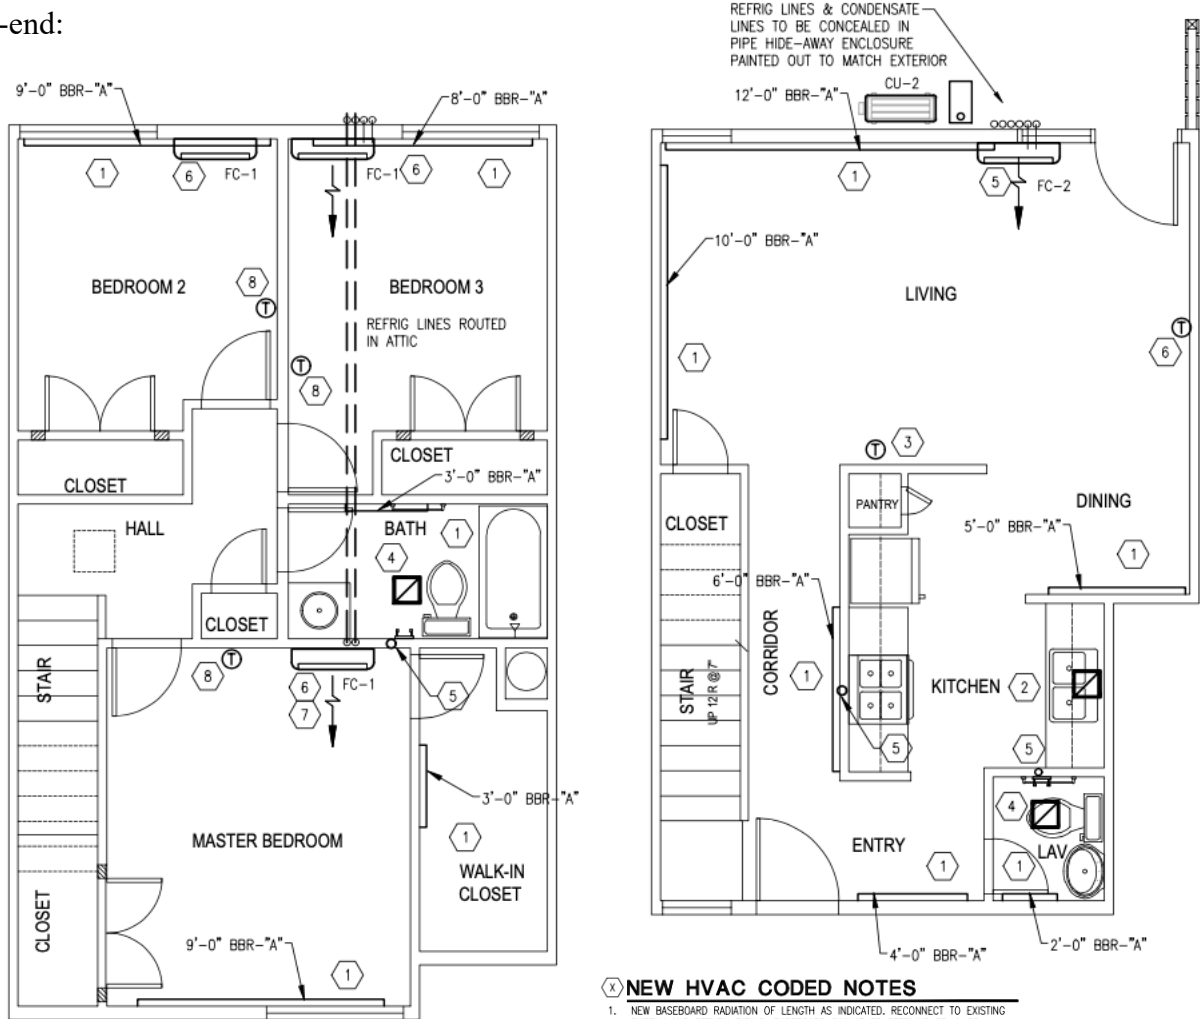 -end:
REFRIG LINES & CONDENSATE
LINES TO BE CONCEALED IN
PIPE HIDE-AWAY ENCLOSURE
PAINTED OUT TO MATCH EXTERIOR
CU-2
9'-0" BBR-"A"
8'-0" BBR-"A"
1
6
FC-1
FC-1
6
1
BEDROOM 2
8
T
BEDROOM 3
REFRIG LINES ROUTED
IN ATTIC
T
8
CLOSET
CLOSET
3'-0" BBR-"A"
HALL
BATH
1
4
CLOSET
STAIR
8
T
6
FC-1
7
5
3'-0" BBR-"A"
MASTER BEDROOM
1
WALK-IN
CLOSET
CLOSET
9'-0" BBR-"A"
1
12'-0" BBR-"A"
1
5
FC-2
10'-0" BBR-"A"
LIVING
T
6
1
T
3
PANTRY
DINING
CLOSET
5'-0" BBR-"A"
1
6'-0" BBR-"A"
CORRIDOR
1
STAIR
UP 12 R @ 7"
KITCHEN
2
5
5
4
ENTRY
LAV
1
1
4'-0" BBR-"A"
2'-0" BBR-"A"
X NEW HVAC CODED NOTES
1. NEW BASEBOARD RADIATION OF LENGTH AS INDICATED. RECONNECT TO EXISTING